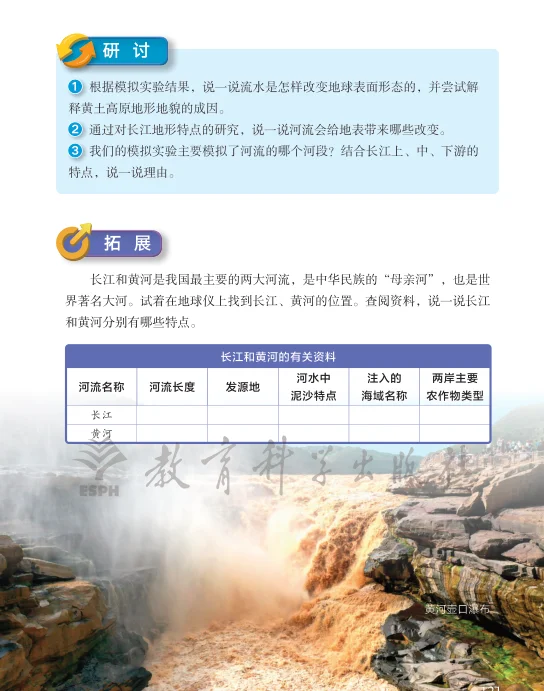 研讨
1 根据模拟实验结果，说一说流水是怎样改变地球表面形态的，并尝试解
释黄土高原地形地貌的成因。
2 通过对长江地形特点的研究，说一说河流会给地表带来哪些改变。
3 我们的模拟实验主要模拟了河流的哪个河段？结合长江上、中、下游的
特点，说一说理由。
拓展
长江和黄河是我国最主要的两大河流，是中华民族的“母亲河”，也是世
界著名大河。试着在地球仪上找到长江、黄河的位置。查阅资料，说一说长江
和黄河分别有哪些特点。
长江和黄河的有关资料
河流名称 河流长度 发源地 河水中泥沙特点 注入的海域名称 两岸主要农作物类型
长江
黄河
ESPH 教育科学出版社
黄河壶口瀑布